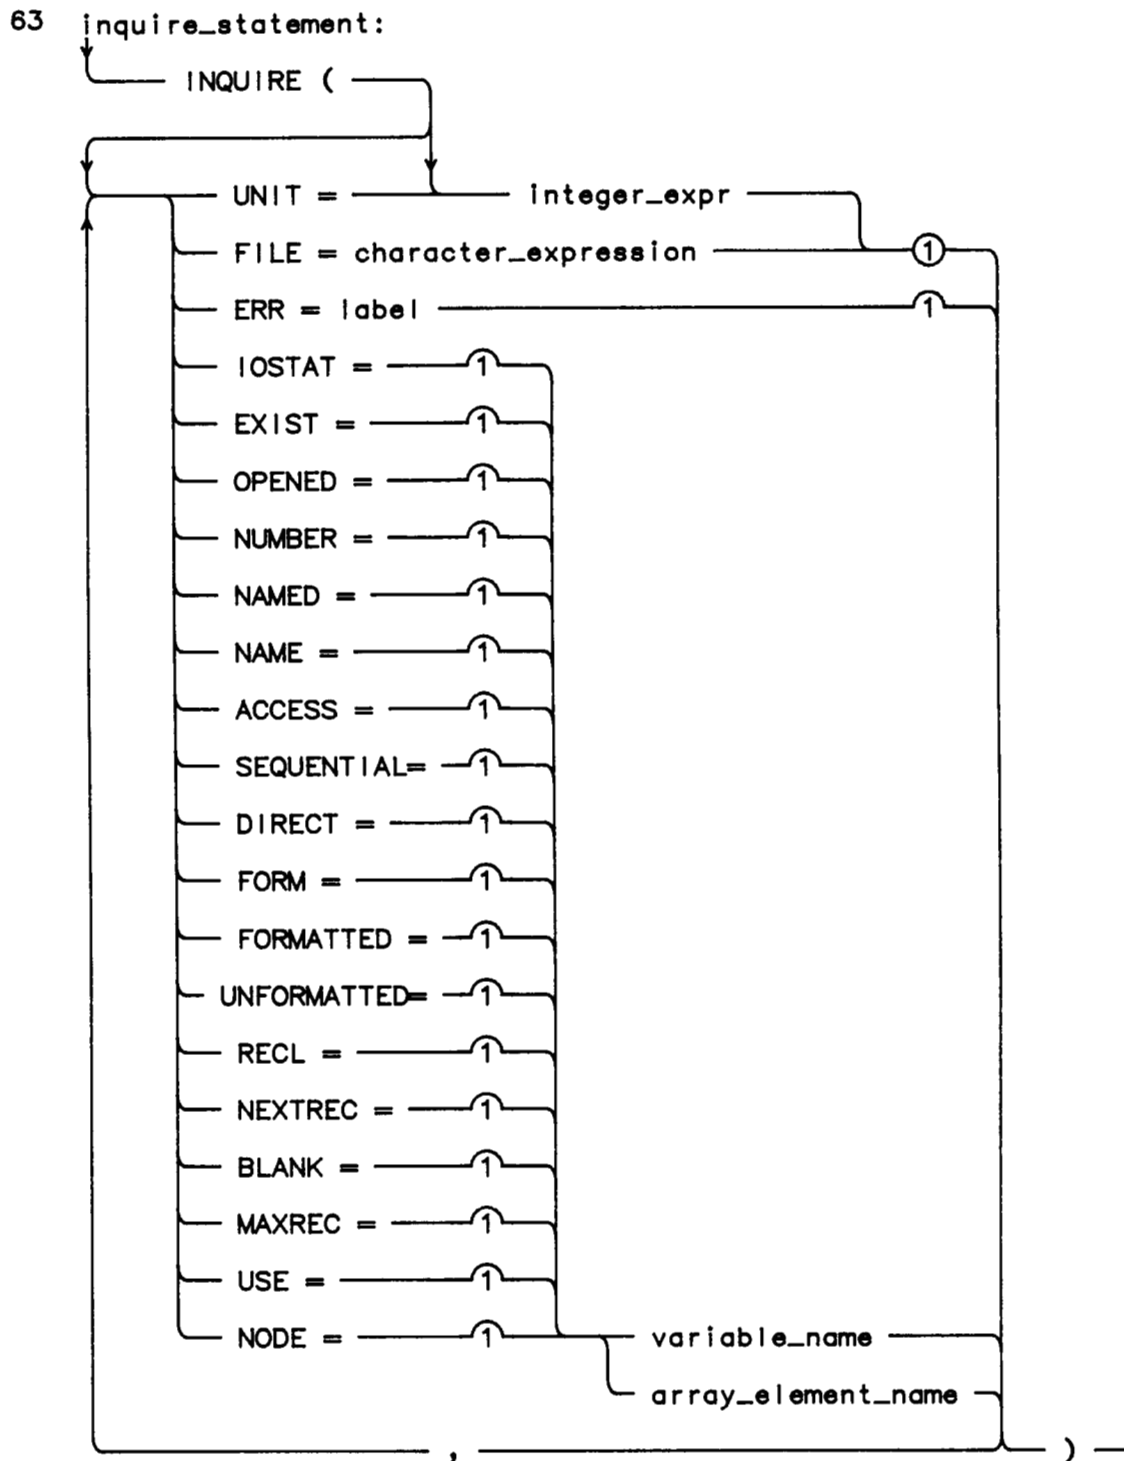 63 inquire_statement:
INQUIRE (
UNIT = integer_expr
FILE = character_expression 1
ERR = label 1
IOSTAT = 1
EXIST = 1
OPENED = 1
NUMBER = 1
NAMED = 1
NAME = 1
ACCESS = 1
SEQUENTIAL= 1
DIRECT = 1
FORM = 1
FORMATTED = 1
UNFORMATTED= 1
RECL = 1
NEXTREC = 1
BLANK = 1
MAXREC = 1
USE = 1
NODE = 1 variable_name
array_element_name
, )